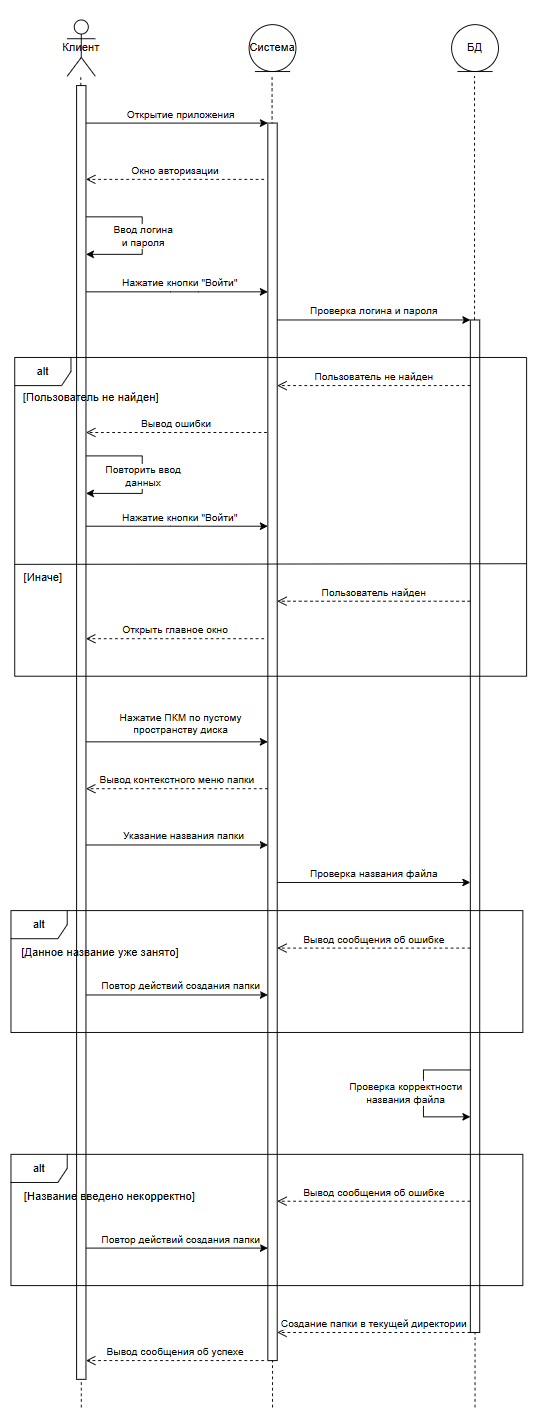 Клиент
Система
БД
Открытие приложения
Окно авторизации
Ввод логина
и пароля
Нажатие кнопки "Войти"
Проверка логина и пароля
alt
Пользователь не найден
[Пользователь не найден]
Вывод ошибки
Повторить ввод
данных
Нажатие кнопки "Войти"
[Иначе]
Пользователь найден
Открыть главное окно
Нажатие ПКМ по пустому
пространству диска
Вывод контекстного меню папки
Указание названия папки
Проверка названия файла
alt
Вывод сообщения об ошибке
[Данное название уже занято]
Повтор действий создания папки
Проверка корректности
названия файла
alt
Вывод сообщения об ошибке
[Название введено некорректно]
Повтор действий создания папки
Создание папки в текущей директории
Вывод сообщения об успехе